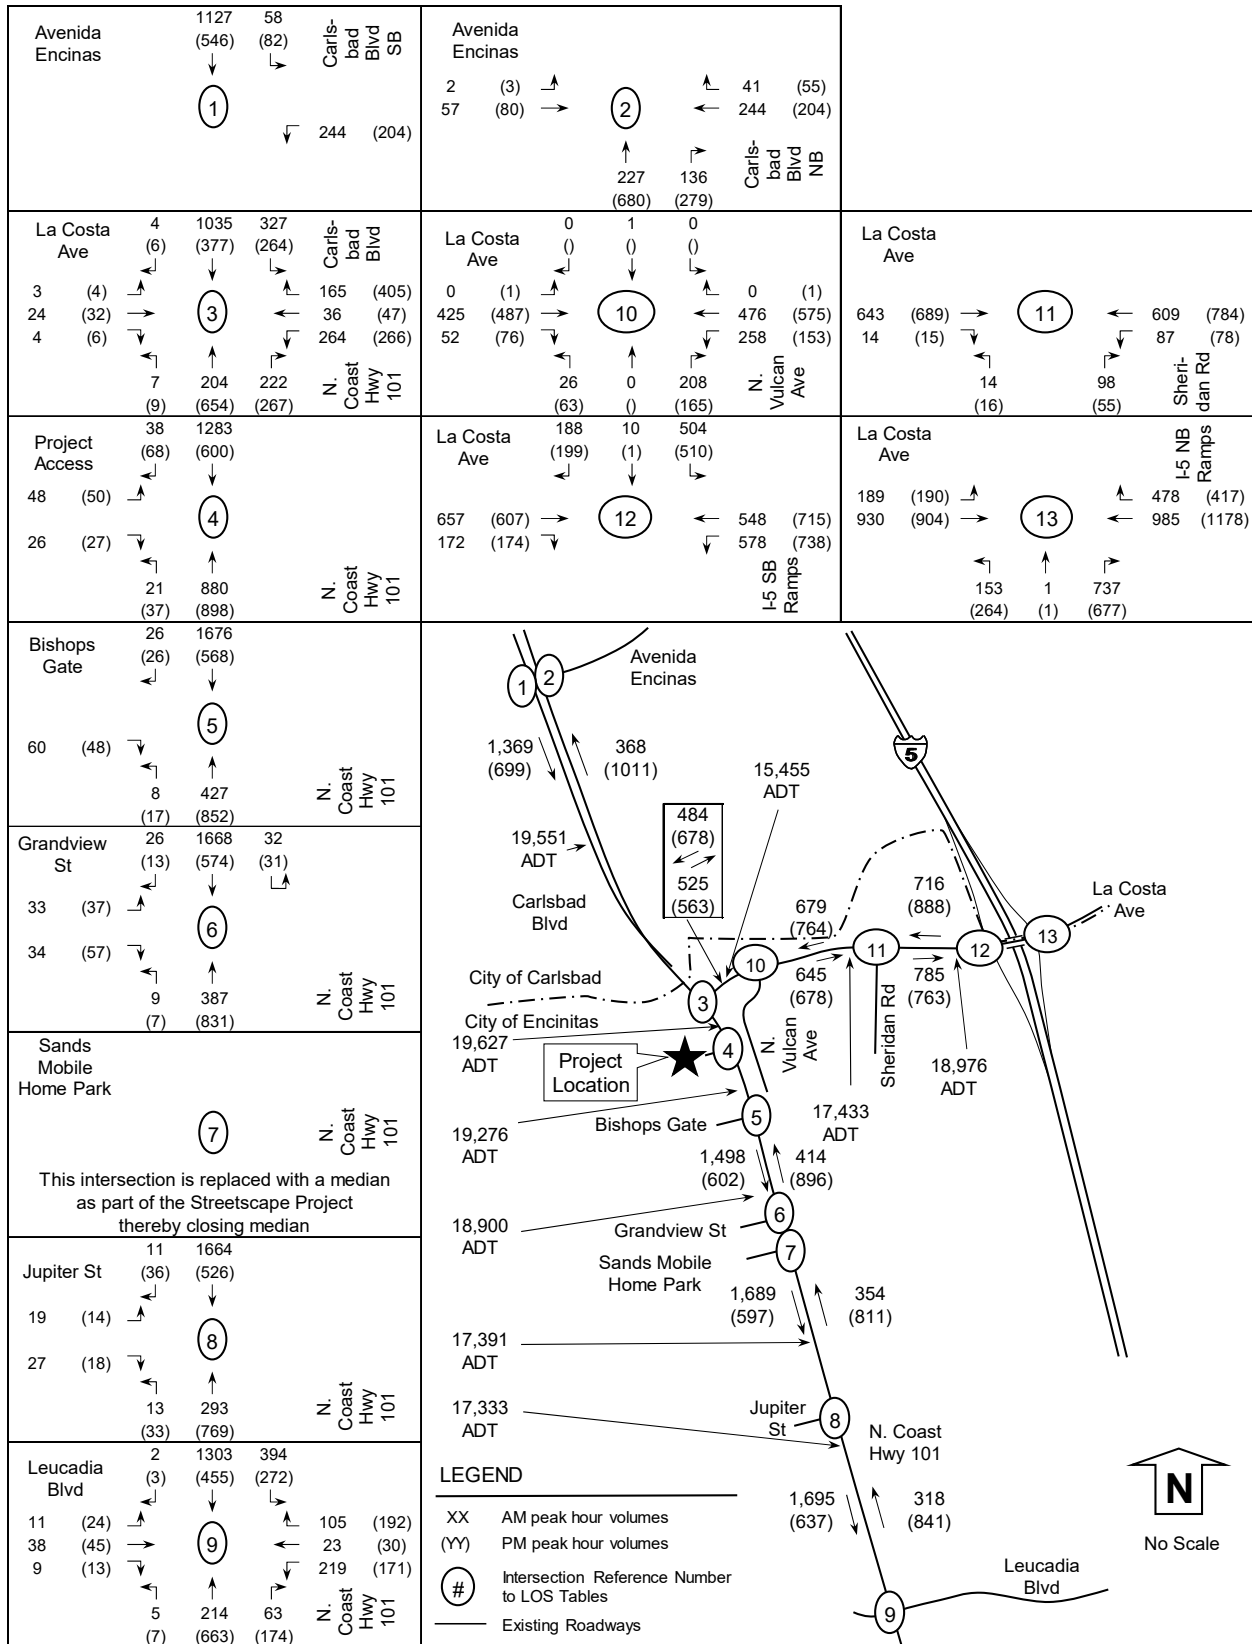 Avenida
Encinas
1127 58
(546) (82)
Carls-
bad
Blvd
SB
1
244 (204)
Avenida
Encinas
2 (3)
57 (80)
2
41 (55)
244 (204)
227 136
(680) (279)
Carls-
bad
Blvd
NB
La Costa
Ave
4 1035 327
(6) (377) (264)
Carls-
bad
Blvd
3 (4)
24 (32)
4 (6)
3
165 (405)
36 (47)
264 (266)
7 204 222
(9) (654) (267)
N.
Coast
Hwy
101
La Costa
Ave
0 1 0
() () ()
0 (1)
425 (487)
52 (76)
10
0 (1)
476 (575)
258 (153)
26 0 208
(63) () (165)
N.
Vulcan
Ave
La Costa
Ave
643 (689)
14 (15)
11
609 (784)
87 (78)
14 98
(16) (55)
Sheri-
dan Rd
Project
Access
38 1283
(68) (600)
48 (50)
26 (27)
4
21 880
(37) (898)
N.
Coast
Hwy
101
La Costa
Ave
188 10 504
(199) (1) (510)
657 (607)
172 (174)
12
548 (715)
578 (738)
I-5 SB
Ramps
La Costa
Ave
I-5 NB
Ramps
189 (190)
930 (904)
13
478 (417)
985 (1178)
153 1 737
(264) (1) (677)
Bishops
Gate
26 1676
(26) (568)
5
60 (48)
8 427
(17) (852)
N.
Coast
Hwy
101
Grandview
St
26 1668 32
(13) (574) (31)
33 (37)
34 (57)
6
9 387
(7) (831)
N.
Coast
Hwy
101
Sands
Mobile
Home Park
7
N.
Coast
Hwy
101
This intersection is replaced with a median
as part of the Streetscape Project
thereby closing median
Jupiter St
11 1664
(36) (526)
19 (14)
27 (18)
8
13 293
(33) (769)
N.
Coast
Hwy
101
Leucadia
Blvd
2 1303 394
(3) (455) (272)
11 (24)
38 (45)
9 (13)
9
105 (192)
23 (30)
219 (171)
5 214 63
(7) (663) (174)
N.
Coast
Hwy
101
1
2
Avenida
Encinas
5
1,369
(699)
368
(1011)
15,455
ADT
484
(678)
525
(563)
19,551
ADT
Carlsbad
Blvd
679
(764)
716
(888)
La Costa
Ave
10
11
12
13
645
(678)
785
(763)
City of Carlsbad
3
City of Encinitas
19,627
ADT
4
Project
Location
N.
Vulcan
Ave
Sheridan Rd
18,976
ADT
17,433
ADT
5
Bishops Gate
19,276
ADT
1,498
(602)
414
(896)
18,900
ADT
6
Grandview St
7
Sands Mobile
Home Park
1,689
(597)
354
(811)
17,391
ADT
17,333
ADT
Jupiter
St
8
N. Coast
Hwy 101
1,695
(637)
318
(841)
N
No Scale
Leucadia
Blvd
9
LEGEND
XX AM peak hour volumes
(YY) PM peak hour volumes
# Intersection Reference Number
to LOS Tables
Existing Roadways